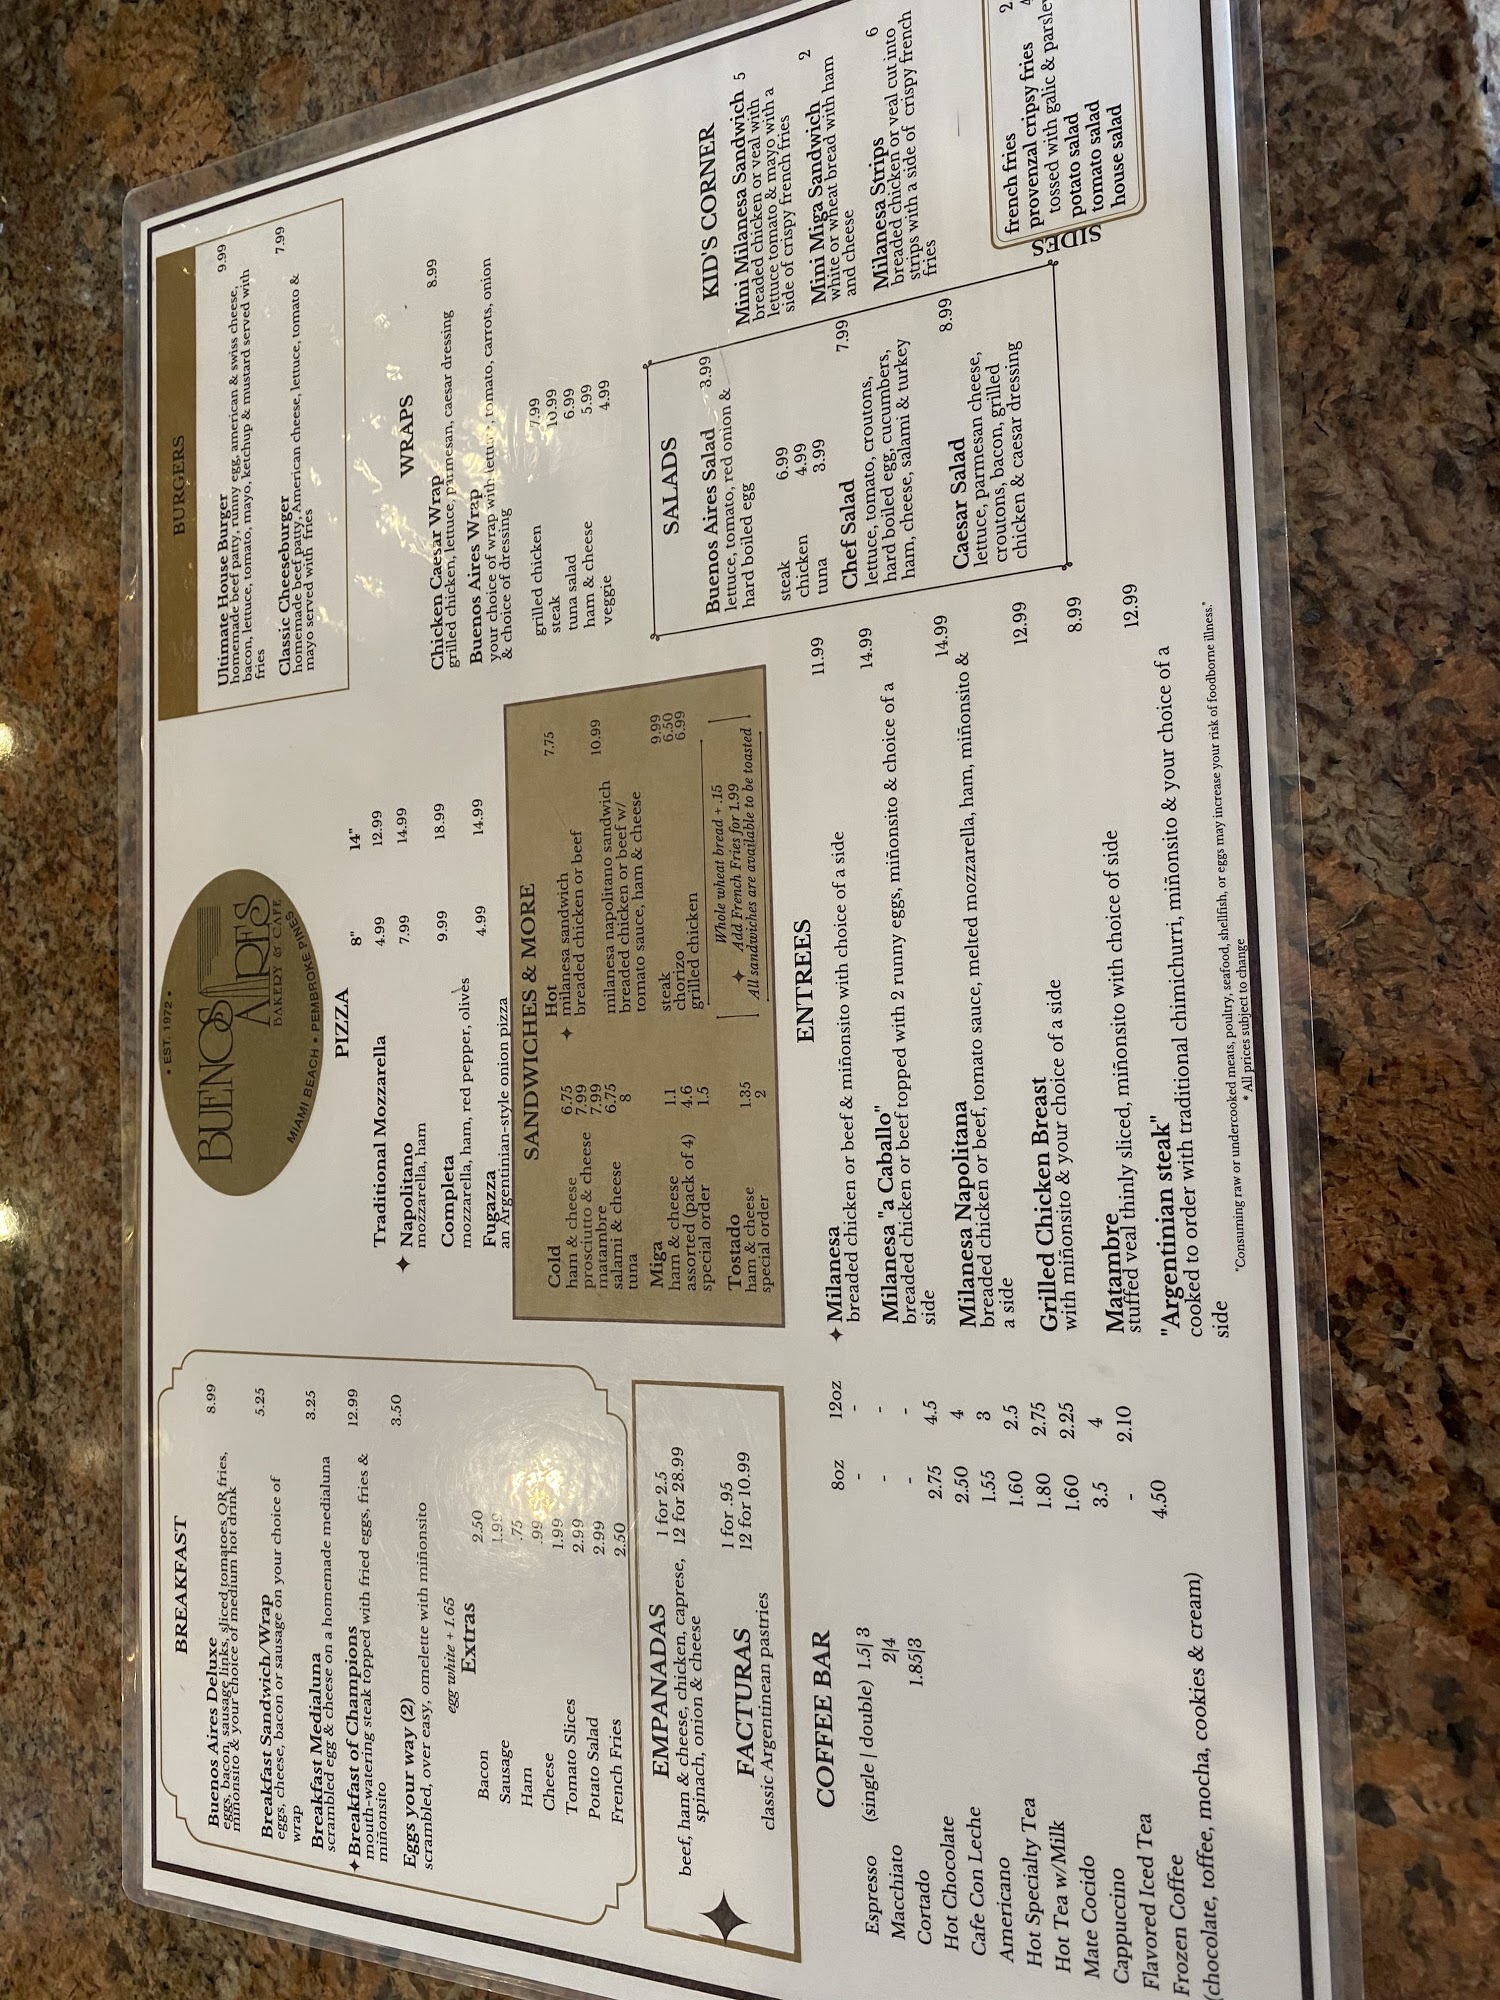 BREAKFAST
Buenos Aires Deluxe 8.99
eggs, bacon, sausage links, sliced tomatoes OR fries,
miñonsito & your choice of medium hot drink
Breakfast Sandwich/Wrap 5.25
eggs, cheese, bacon or sausage on your choice of
wrap
Breakfast Medialuna 3.25
scrambled egg & cheese on a homemade medialuna
✦Breakfast of Champions 12.99
mouth-watering steak topped with fried eggs, fries &
miñonsito
Eggs your way (2) 3.50
scrambled, over easy, omelette with miñonsito
egg white + 1.65
Extras
Bacon 2.50
Sausage 1.99
Ham .75
Cheese .99
Tomato Slices 1.99
Potato Salad 2.99
French Fries 2.99
2.50
EMPANADAS 1 for 2.5
beef, ham & cheese, chicken, caprese, 12 for 28.99
spinach, onion & cheese
FACTURAS 1 for .95
classic Argentinean pastries 12 for 10.99
COFFEE BAR
8oz 12oz
Espresso (single | double) 1.5| 3 - -
Macchiato 2|4 - -
Cortado 1.85|3 - -
Hot Chocolate 2.75 4.5
Cafe Con Leche 2.50 4
Americano 1.55 3
Hot Specialty Tea 1.60 2.5
Hot Tea w/Milk 1.80 2.75
Mate Cocido 1.60 2.25
Cappuccino 3.5 4
Flavored Iced Tea - 2.10
Frozen Coffee 4.50
(chocolate, toffee, mocha, cookies & cream)
• EST. 1972 •
BUENOS
AIRES
BAKERY & CAFE
MIAMI BEACH • PEMBROKE PINES
PIZZA
8" 14"
Traditional Mozzarella 4.99 12.99
✦ Napolitano 7.99 14.99
mozzarella, ham
Completa 9.99 18.99
mozzarella, ham, red pepper, olives
Fugazza 4.99 14.99
an Argentinian-style onion pizza
SANDWICHES & MORE
Cold
ham & cheese 6.75
prosciutto & cheese 7.99
matambre 7.99
salami & cheese 6.75
tuna 8
Miga
ham & cheese 1.1
assorted (pack of 4) 4.6
special order 1.5
Tostado
ham & cheese 1.35
special order 2
Hot
✦ milanesa sandwich 7.75
breaded chicken or beef
milanesa napolitano sandwich 10.99
breaded chicken or beef w/
tomato sauce, ham & cheese
steak 9.99
chorizo 6.50
grilled chicken 6.99
Whole wheat bread + .15
✦ Add French Fries for 1.99
All sandwiches are available to be toasted
ENTREES
✦ Milanesa 11.99
breaded chicken or beef & miñonsito with choice of a side
Milanesa "a Caballo" 14.99
breaded chicken or beef topped with 2 runny eggs, miñonsito & choice of a
side
Milanesa Napolitana 14.99
breaded chicken or beef, tomato sauce, melted mozzarella, ham, miñonsito &
a side
Grilled Chicken Breast 12.99
with miñonsito & your choice of a side
Matambre 8.99
stuffed veal thinly sliced, miñonsito with choice of side
"Argentinian steak" 12.99
cooked to order with traditional chimichurri, miñonsito & your choice of a
side
"Consuming raw or undercooked meats, poultry, seafood, shellfish, or eggs may increase your risk of foodborne illness."
* All prices subject to change
BURGERS
Ultimate House Burger 9.99
homemade beef patty, runny egg, american & swiss cheese,
bacon, lettuce, tomato, mayo, ketchup & mustard served with
fries
Classic Cheeseburger 7.99
homemade beef patty, American cheese, lettuce, tomato &
mayo served with fries
WRAPS
Chicken Caesar Wrap 8.99
grilled chicken, lettuce, parmesan, caesar dressing
Buenos Aires Wrap
your choice of wrap with lettuce, tomato, carrots, onion
& choice of dressing
grilled chicken 7.99
steak 10.99
tuna salad 6.99
ham & cheese 5.99
veggie 4.99
SALADS
Buenos Aires Salad 3.99
lettuce, tomato, red onion &
hard boiled egg
steak 6.99
chicken 4.99
tuna 3.99
Chef Salad 7.99
lettuce, tomato, croutons,
hard boiled egg, cucumbers,
ham, cheese, salami & turkey
Caesar Salad 8.99
lettuce, parmesan cheese,
croutons, bacon, grilled
chicken & caesar dressing
KID'S CORNER
Mini Milanesa Sandwich 5
breaded chicken or veal with
lettuce tomato & mayo with a
side of crispy french fries
Mini Miga Sandwich 2
white or wheat bread with ham
and cheese
Milanesa Strips 6
breaded chicken or veal cut into
strips with a side of crispy french
fries
SIDES
french fries 2
provenzal cripsy fries
tossed with galic & parsley
potato salad
tomato salad
house salad